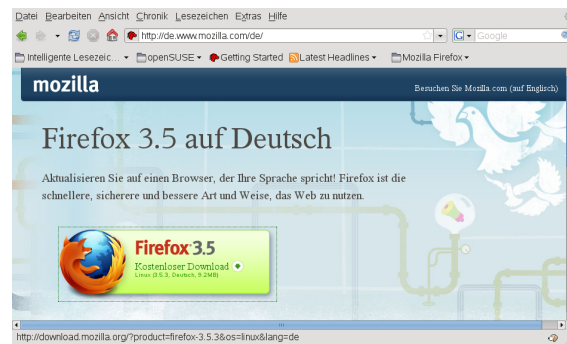 Datei Bearbeiten Ansicht Chronik Lesezeichen Extras Hilfe
http://de.www.mozilla.com/de/
G Google
Intelligente Lesezeic... openSUSE Getting Started Latest Headlines Mozilla Firefox
mozilla
Besuchen Sie Mozilla.com (auf Englisch)
Firefox 3.5 auf Deutsch
Aktualisieren Sie auf einen Browser, der Ihre Sprache spricht! Firefox ist die
schnellere, sicherere und bessere Art und Weise, das Web zu nutzen.
Firefox 3.5
Kostenloser Download
Linux (3.5.3, Deutsch, 9.2MB)
http://download.mozilla.org/?product=firefox-3.5.3&os=linux&lang=de